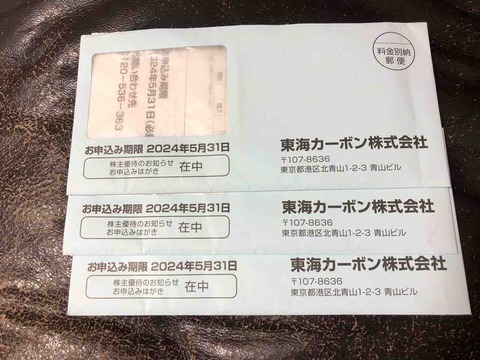 料金別納
郵便
お申込み期限
2024年5月31日(必
お問い合わせ先
0120-536-363
お申込み期限 2024年5月31日
株主優待のお知らせ
お申込みはがき
在中
東海カーボン株式会社
〒107-8636
東京都港区北青山1-2-3 青山ビル
お申込み期限 2024年5月31日
株主優待のお知らせ
お申込みはがき
在中
東海カーボン株式会社
〒107-8636
東京都港区北青山1-2-3 青山ビル
お申込み期限 2024年5月31日
株主優待のお知らせ
お申込みはがき
在中
東海カーボン株式会社
〒107-8636
東京都港区北青山1-2-3 青山ビル